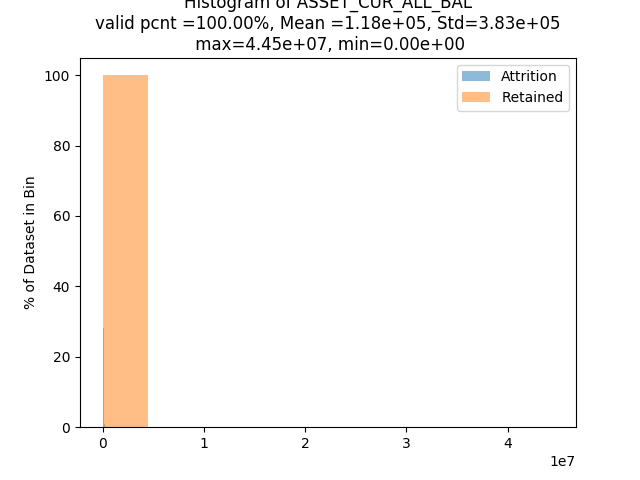 Histogram of ASSET_CUR_ALL_BAL
valid pcnt =100.00%, Mean =1.18e+05, Std=3.83e+05
max=4.45e+07, min=0.00e+00
Attrition
Retained
% of Dataset in Bin
100
80
60
40
20
0
0 1 2 3 4
1e7